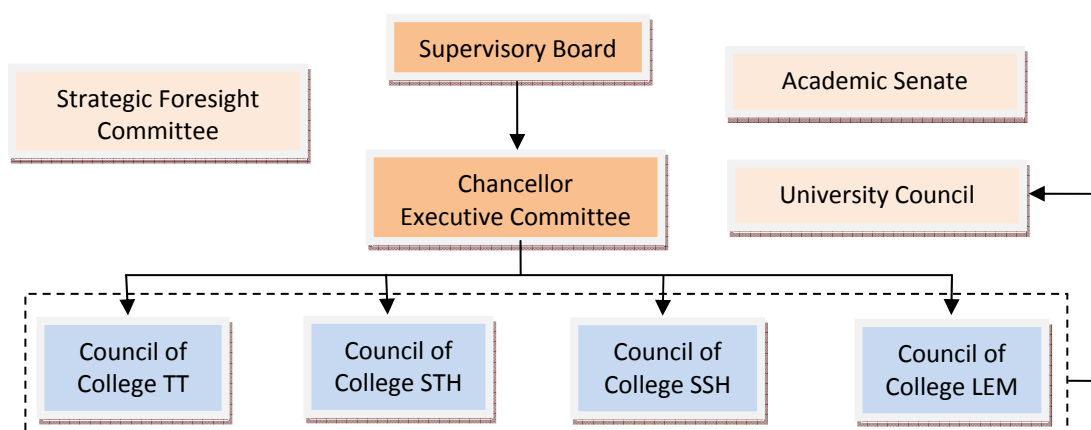 Supervisory Board
Strategic Foresight
Committee
Academic Senate
Chancellor
Executive Committee
University Council
Council of
College TT
Council of
College STH
Council of
College SSH
Council of
College LEM